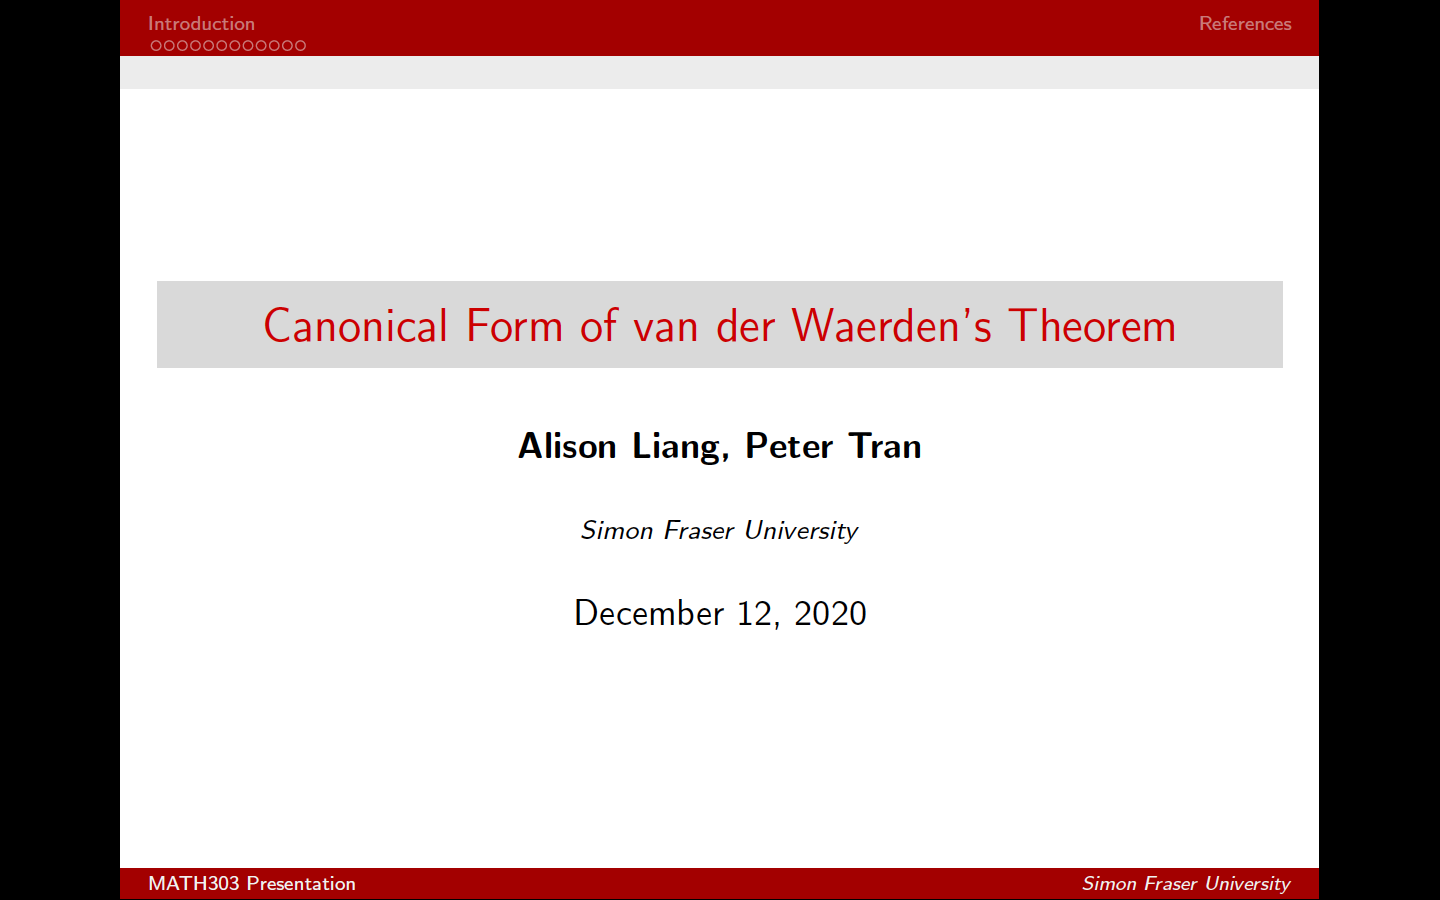 Introduction
References
Canonical Form of van der Waerden's Theorem
Alison Liang, Peter Tran
Simon Fraser University
December 12, 2020
MATH303 Presentation
Simon Fraser University